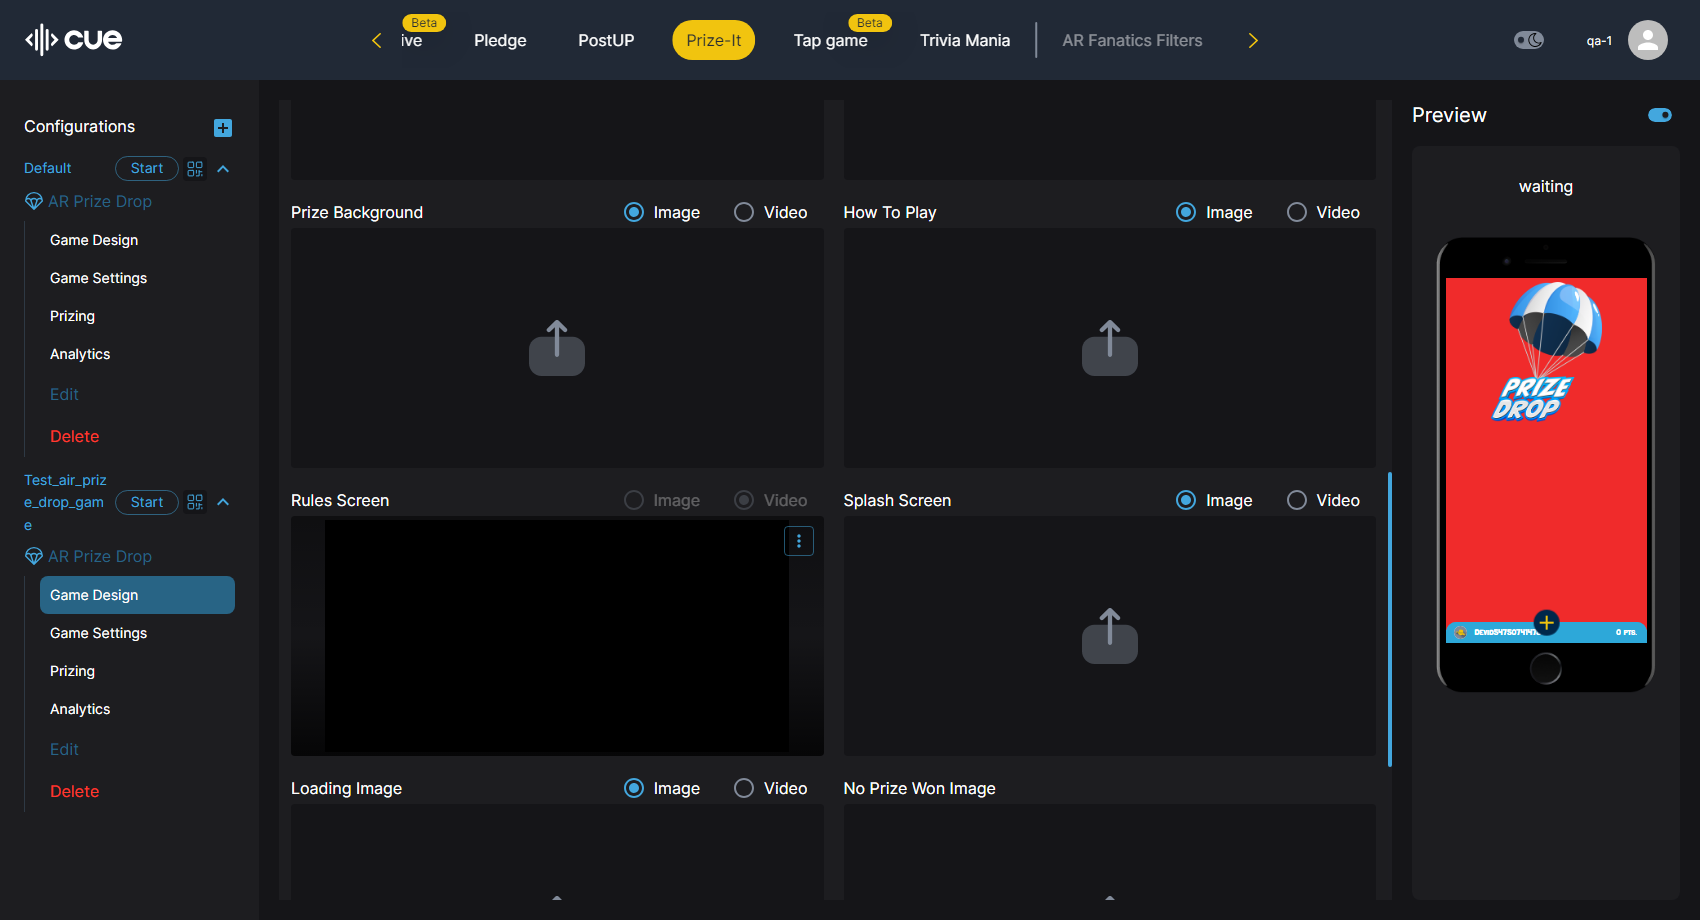 cue
Beta
ive
Pledge
PostUP
Prize-It
Beta
Tap game
Trivia Mania
AR Fanatics Filters
qa-1
Configurations
Default
Start
AR Prize Drop
Game Design
Game Settings
Prizing
Analytics
Edit
Delete
Test_air_priz
e_drop_gam
e
Start
AR Prize Drop
Game Design
Game Settings
Prizing
Analytics
Edit
Delete
Prize Background
Image
Video
How To Play
Image
Video
Rules Screen
Image
Video
Splash Screen
Image
Video
Loading Image
Image
Video
No Prize Won Image
Preview
waiting
PRIZE
DROP
0 PTS.